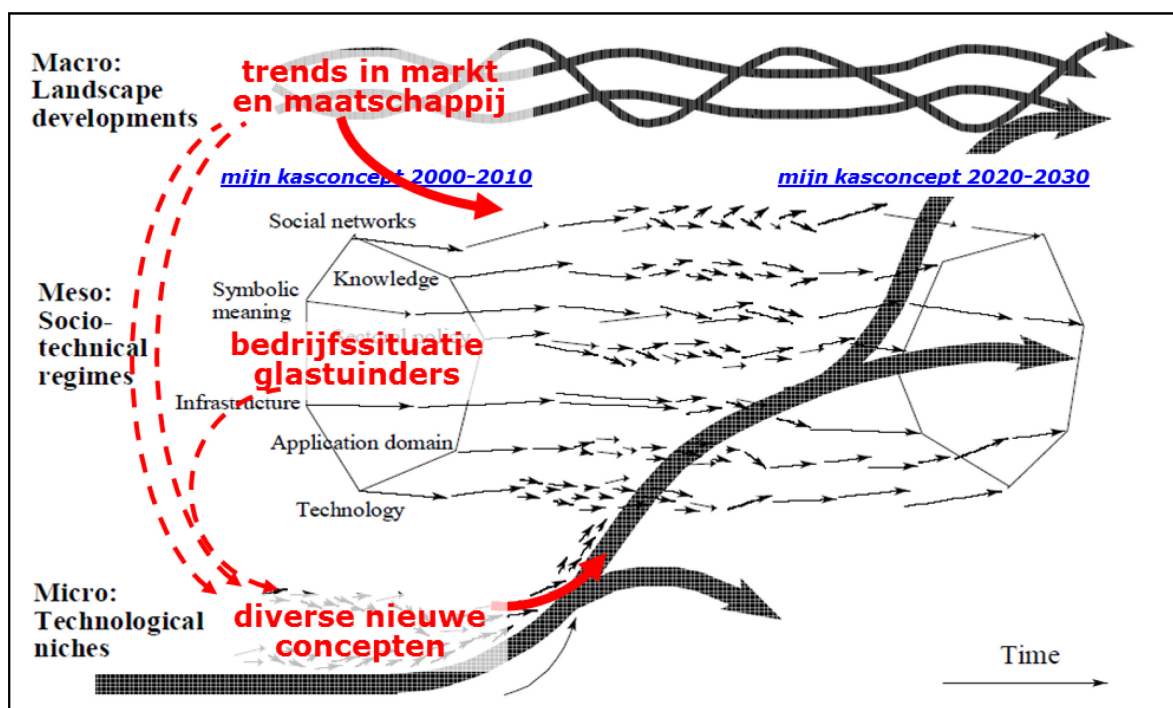 Macro:
Landscape
developments
trends in markt
en maatschappij
mijn kasconcept 2000-2010
mijn kasconcept 2020-2030
Social networks
Knowledge
Meso:
Socio-
technical
regimes
Symbolic
meaning
Sectoral policy
bedrijfssituatie
glastuinders
Infrastructure
Application domain
Technology
Micro:
Technological
niches
diverse nieuwe
concepten
Time